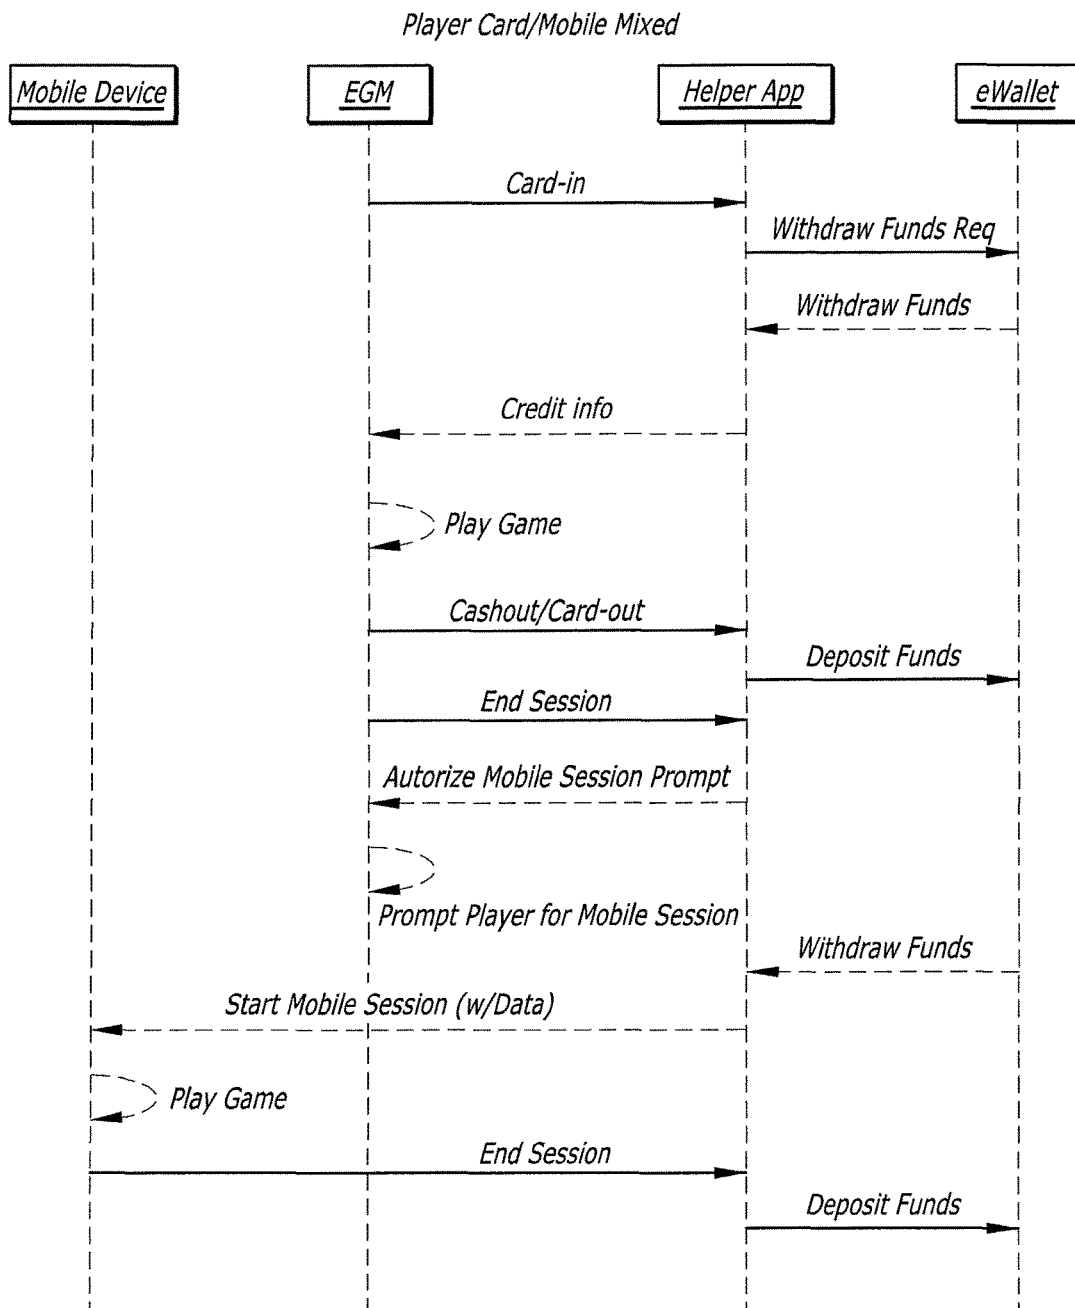 Player Card/Mobile Mixed
Mobile Device
EGM
Helper App
eWallet
Card-in
Withdraw Funds Req
Withdraw Funds
Credit info
Play Game
Cashout/Card-out
Deposit Funds
End Session
Autorize Mobile Session Prompt
Prompt Player for Mobile Session
Withdraw Funds
Start Mobile Session (w/Data)
Play Game
End Session
Deposit Funds